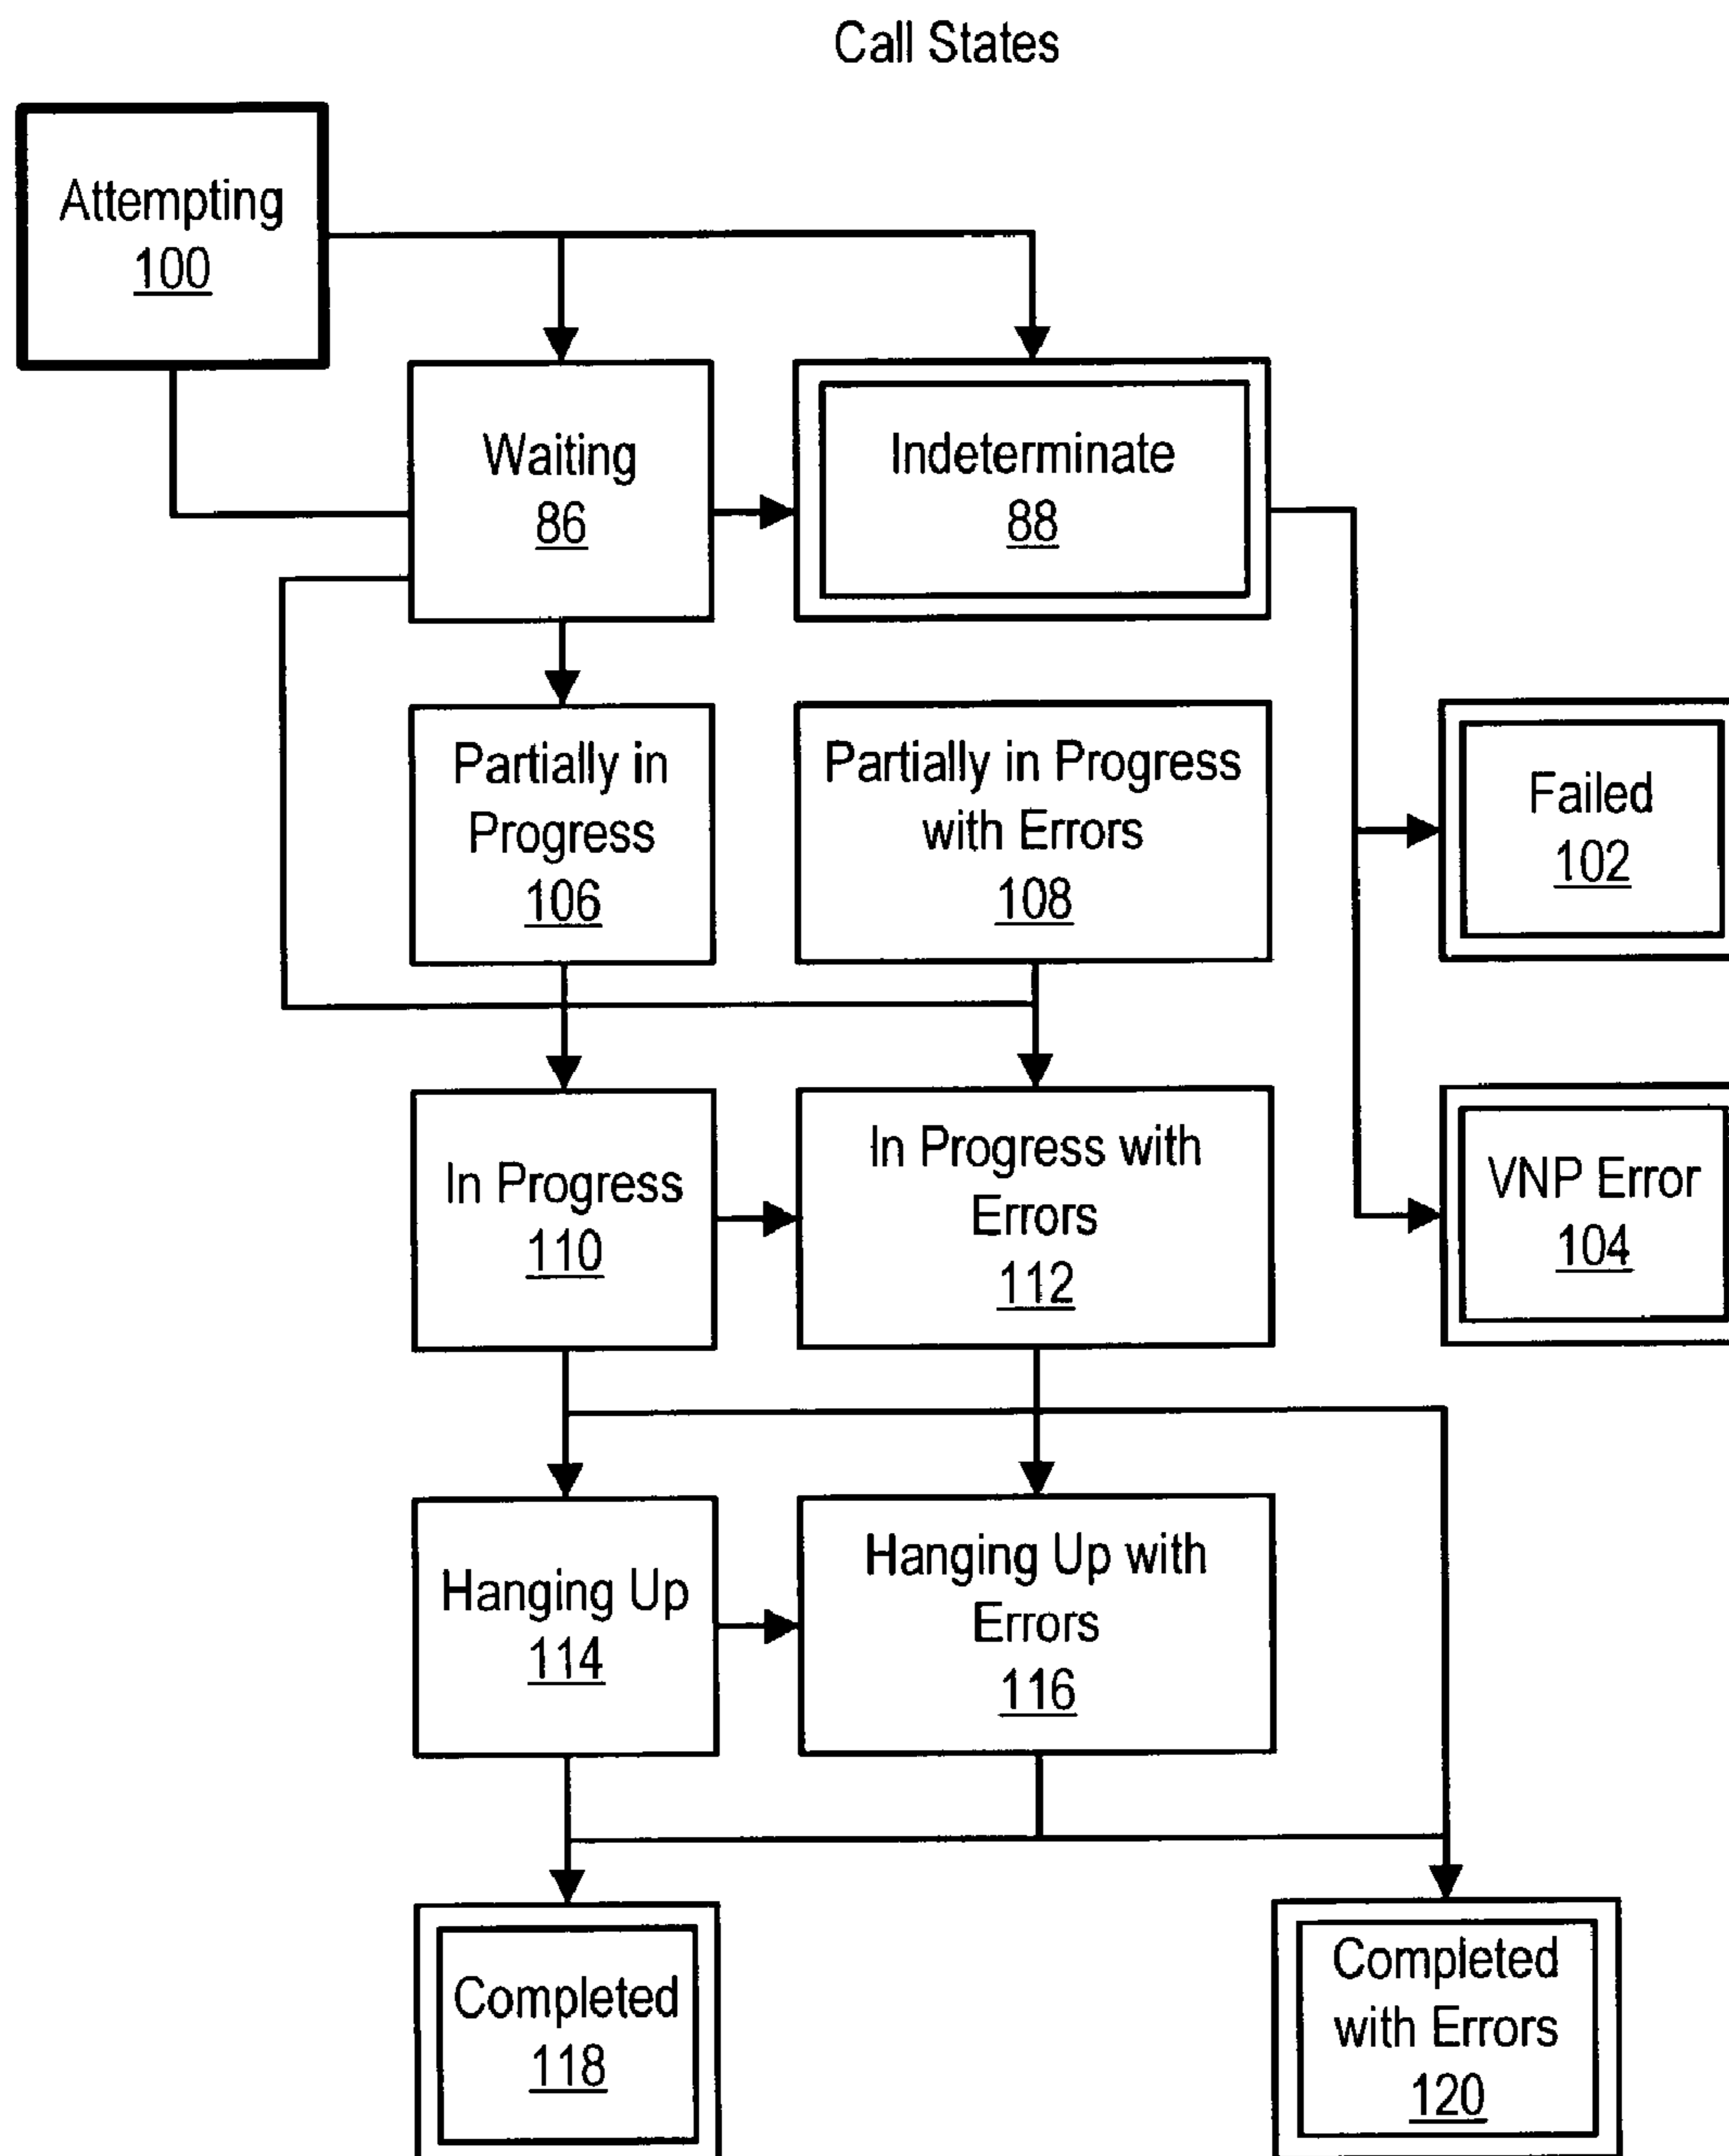 Call States
Attempting
100
Waiting
86
Indeterminate
88
Partially in
Progress
106
Partially in Progress
with Errors
108
Failed
102
In Progress
110
In Progress with
Errors
112
VNP Error
104
Hanging Up
114
Hanging Up with
Errors
116
Completed
118
Completed
with Errors
120